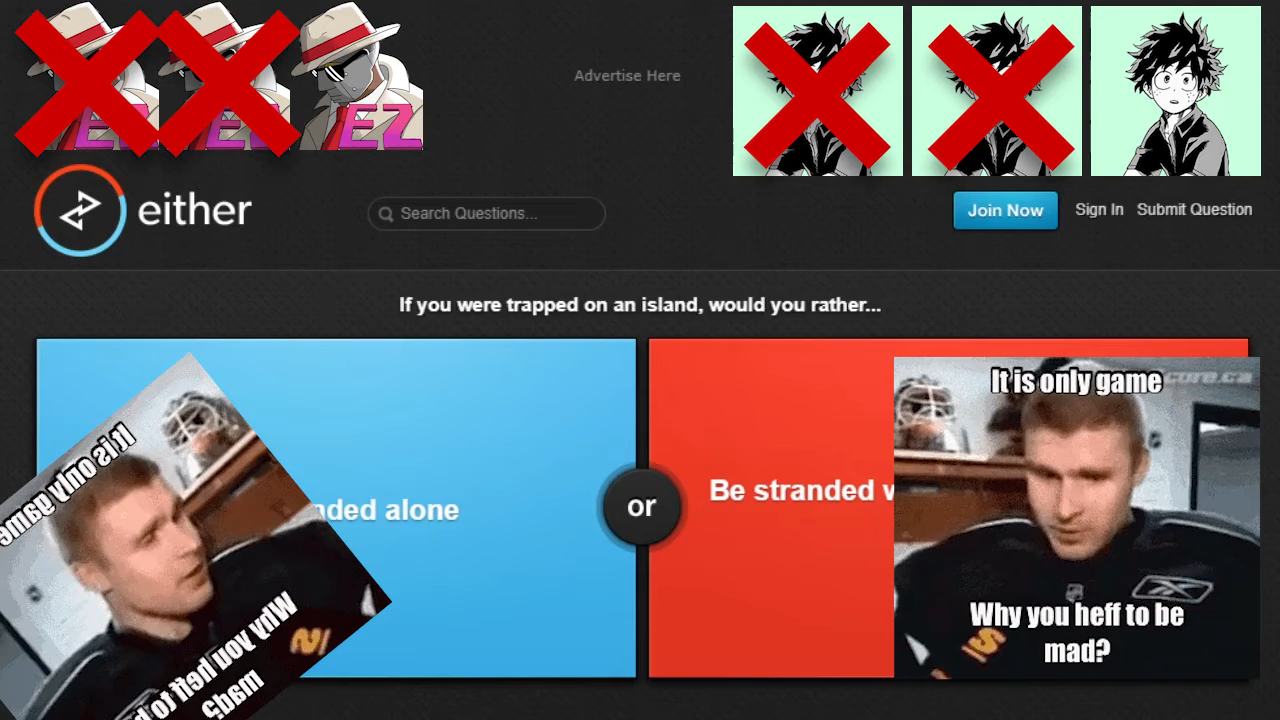 EZ
Advertise Here
either
Search Questions...
Join Now
Sign In
Submit Question
If you were trapped on an island, would you rather...
alone
or
Be stranded
It is only game
Why you heff to be
mad?
It is only game
Why you heff to
mad?